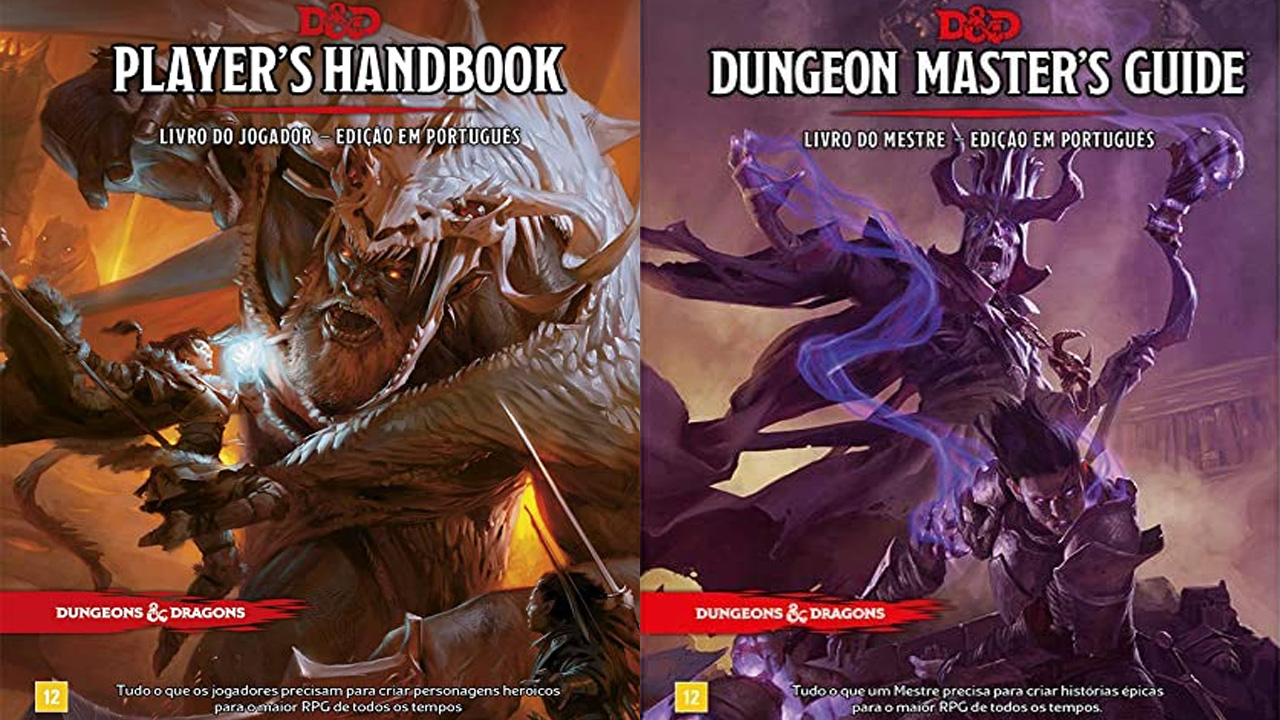 D&D
PLAYER'S HANDBOOK
LIVRO DO JOGADOR – EDIÇÃO EM PORTUGUÊS
DUNGEONS & DRAGONS
12
Tudo o que os jogadores precisam para criar personagens heroicos
para o maior RPG de todos os tempos
D&D
DUNGEON MASTER'S GUIDE
LIVRO DO MESTRE – EDIÇÃO EM PORTUGUÊS
DUNGEONS & DRAGONS
12
Tudo o que um Mestre precisa para criar histórias épicas
para o maior RPG de todos os tempos.